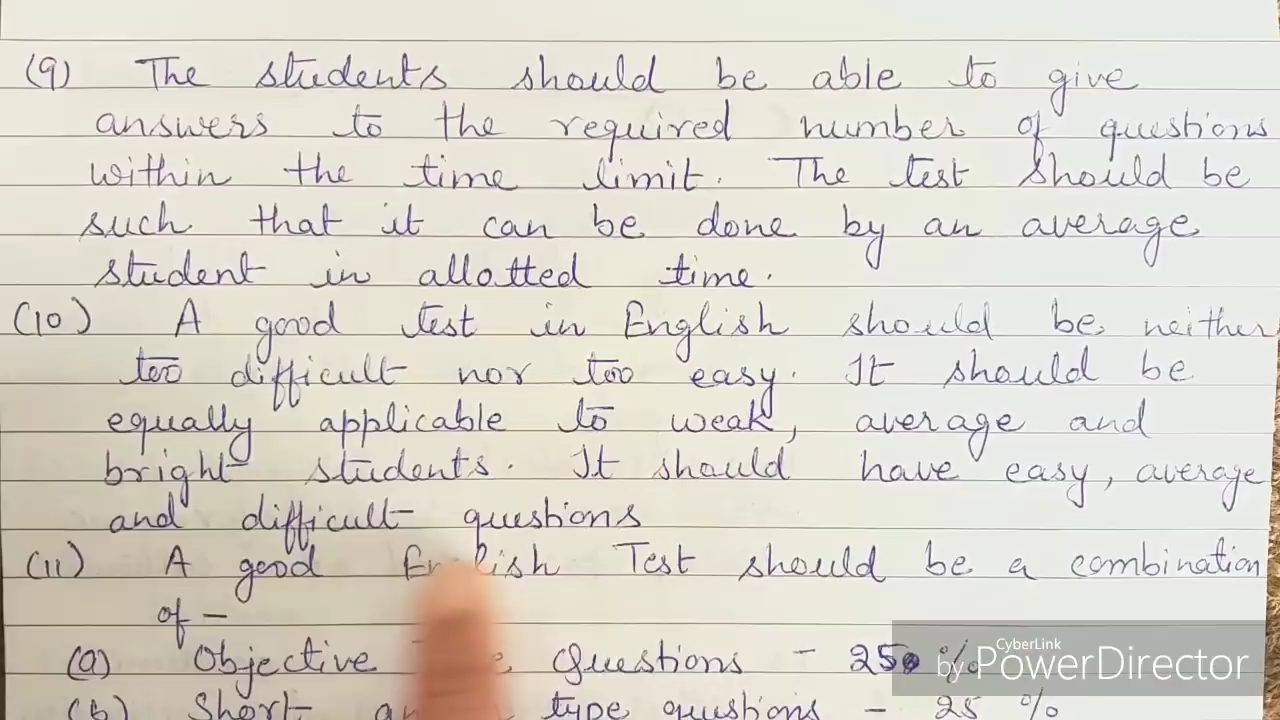 (9) The students should be able to give
answers to the required number of questions
within the time limit. The test should be
such that it can be done by an average
student in allotted time.
(10) A good test in English should be neither
too difficult nor too easy. It should be
equally applicable to weak, average and
bright students. It should have easy, average
and difficult questions
(11) A good English Test should be a combination
of -
(a) Objective Questions - 25 %
(b) Short type questions - 25 %
CyberLink
by PowerDirector